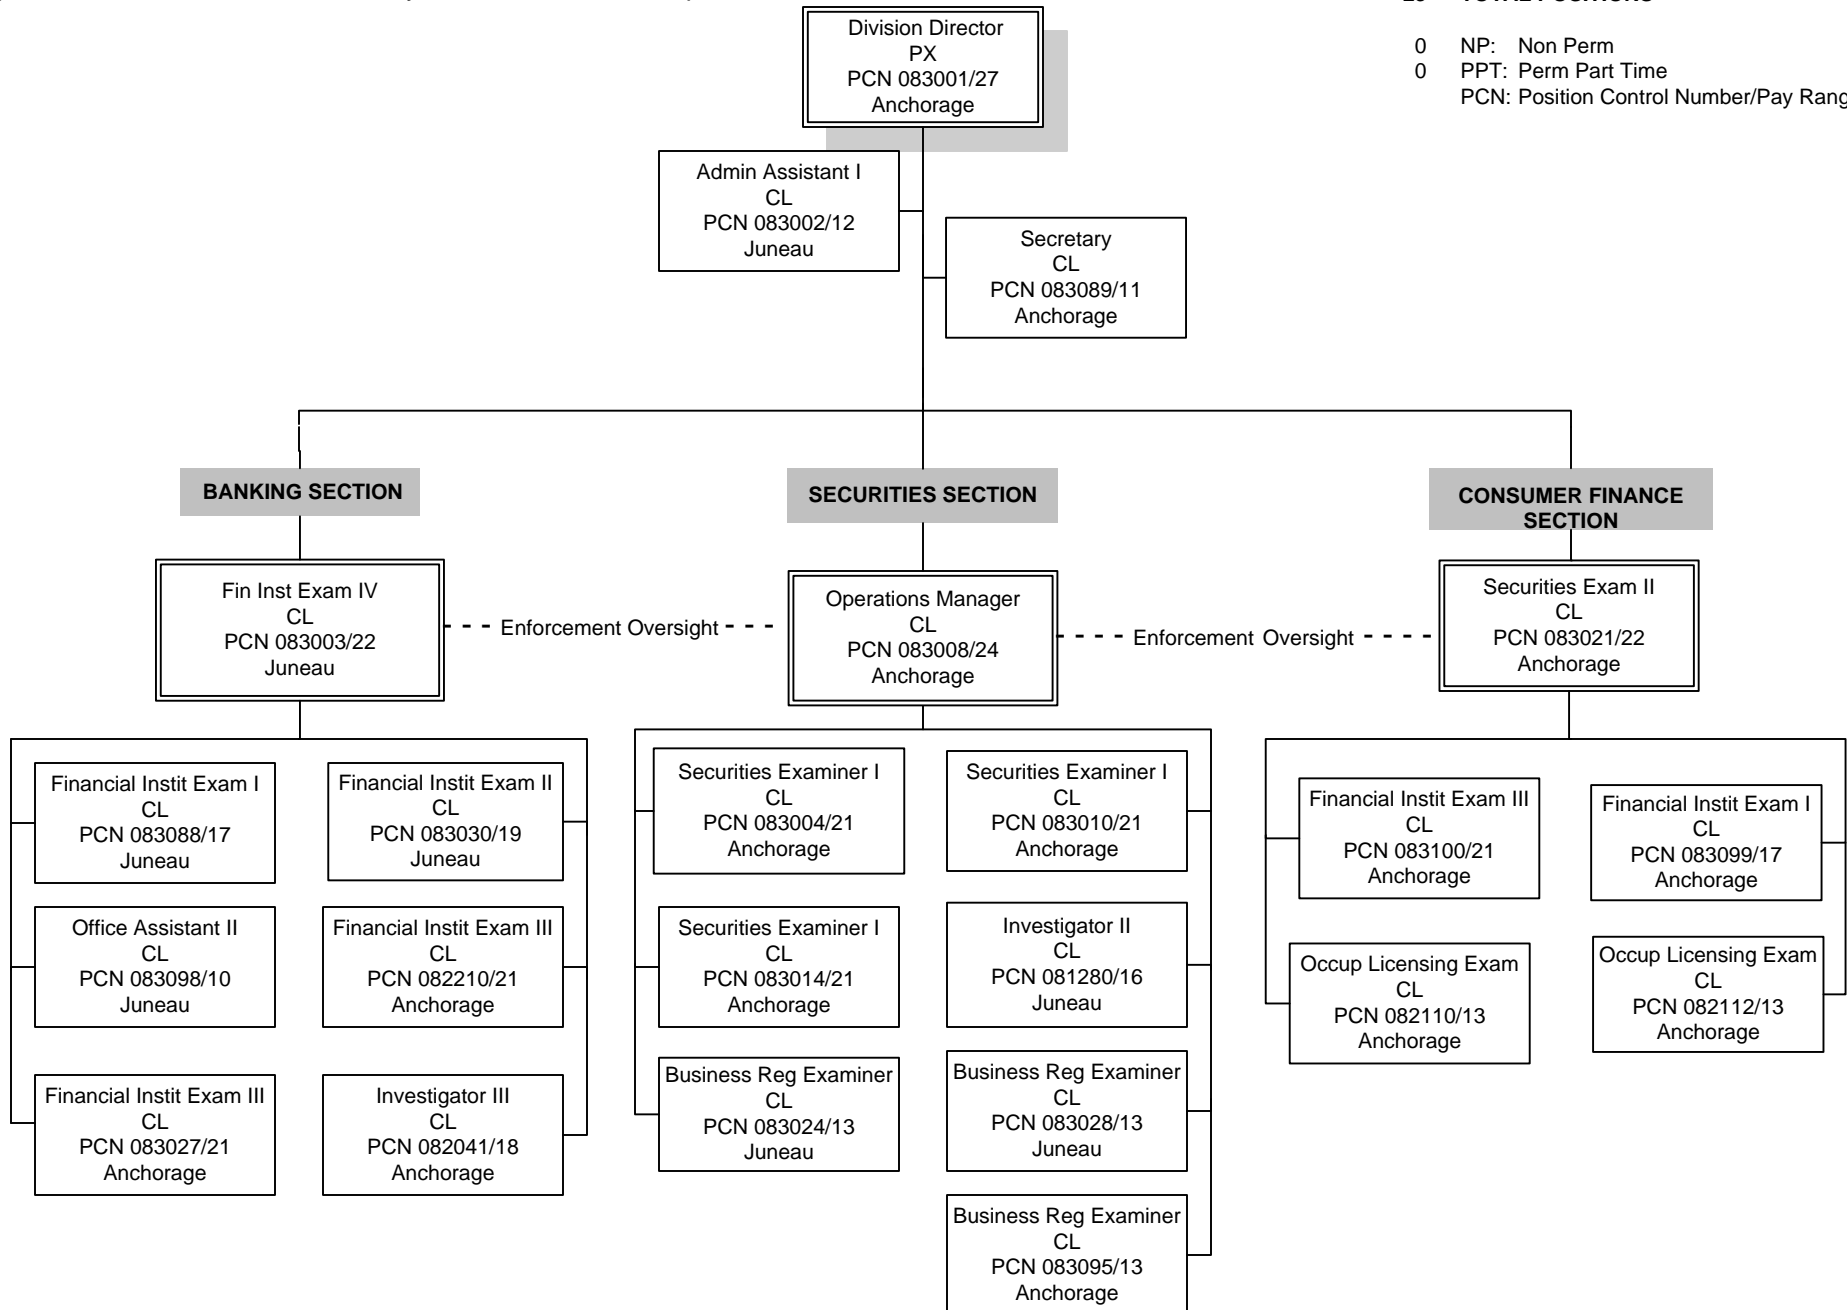 Division Director
PX
PCN 083001/27
Anchorage
0 NP: Non Perm
0 PPT: Perm Part Time
PCN: Position Control Number/Pay
Admin Assistant I
CL
PCN 083002/12
Juneau
Secretary
CL
PCN 083089/11
Anchorage
BANKING SECTION
SECURITIES SECTION
CONSUMER FINANCE
SECTION
Fin Inst Exam IV
CL
PCN 083003/22
Juneau
Enforcement Oversight
Operations Manager
CL
PCN 083008/24
Anchorage
Enforcement Oversight
Securities Exam II
CL
PCN 083021/22
Anchorage
Financial Instit Exam I
CL
PCN 083088/17
Juneau
Financial Instit Exam II
CL
PCN 083030/19
Juneau
Office Assistant II
CL
PCN 083098/10
Juneau
Financial Instit Exam III
CL
PCN 082210/21
Anchorage
Financial Instit Exam III
CL
PCN 083027/21
Anchorage
Investigator III
CL
PCN 082041/18
Anchorage
Securities Examiner I
CL
PCN 083004/21
Anchorage
Securities Examiner I
CL
PCN 083010/21
Anchorage
Securities Examiner I
CL
PCN 083014/21
Anchorage
Investigator II
CL
PCN 081280/16
Juneau
Business Reg Examiner
CL
PCN 083024/13
Juneau
Business Reg Examiner
CL
PCN 083028/13
Juneau
Business Reg Examiner
CL
PCN 083095/13
Anchorage
Financial Instit Exam III
CL
PCN 083100/21
Anchorage
Financial Instit Exam I
CL
PCN 083099/17
Anchorage
Occup Licensing Exam
CL
PCN 082110/13
Anchorage
Occup Licensing Exam
CL
PCN 082112/13
Anchorage